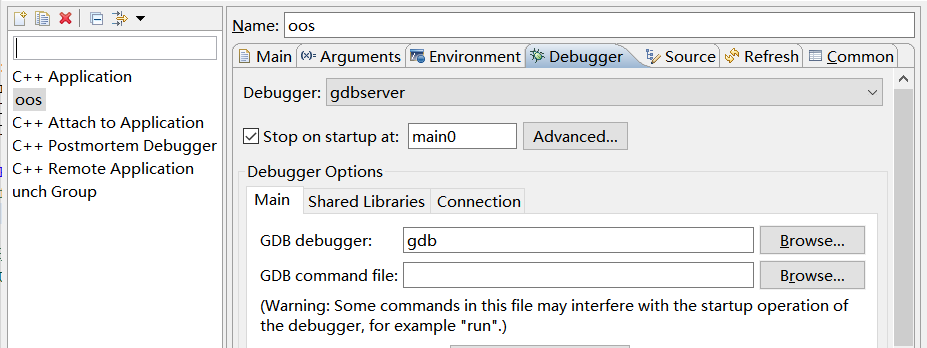 Name: oos
Main Arguments Environment Debugger Source Refresh Common
C++ Application
oos
C++ Attach to Application
C++ Postmortem Debugger
C++ Remote Application
unch Group
Debugger: gdbserver
Stop on startup at: main0 Advanced...
Debugger Options
Main Shared Libraries Connection
GDB debugger: gdb Browse...
GDB command file: Browse...
(Warning: Some commands in this file may interfere with the startup operation of
the debugger, for example "run".)